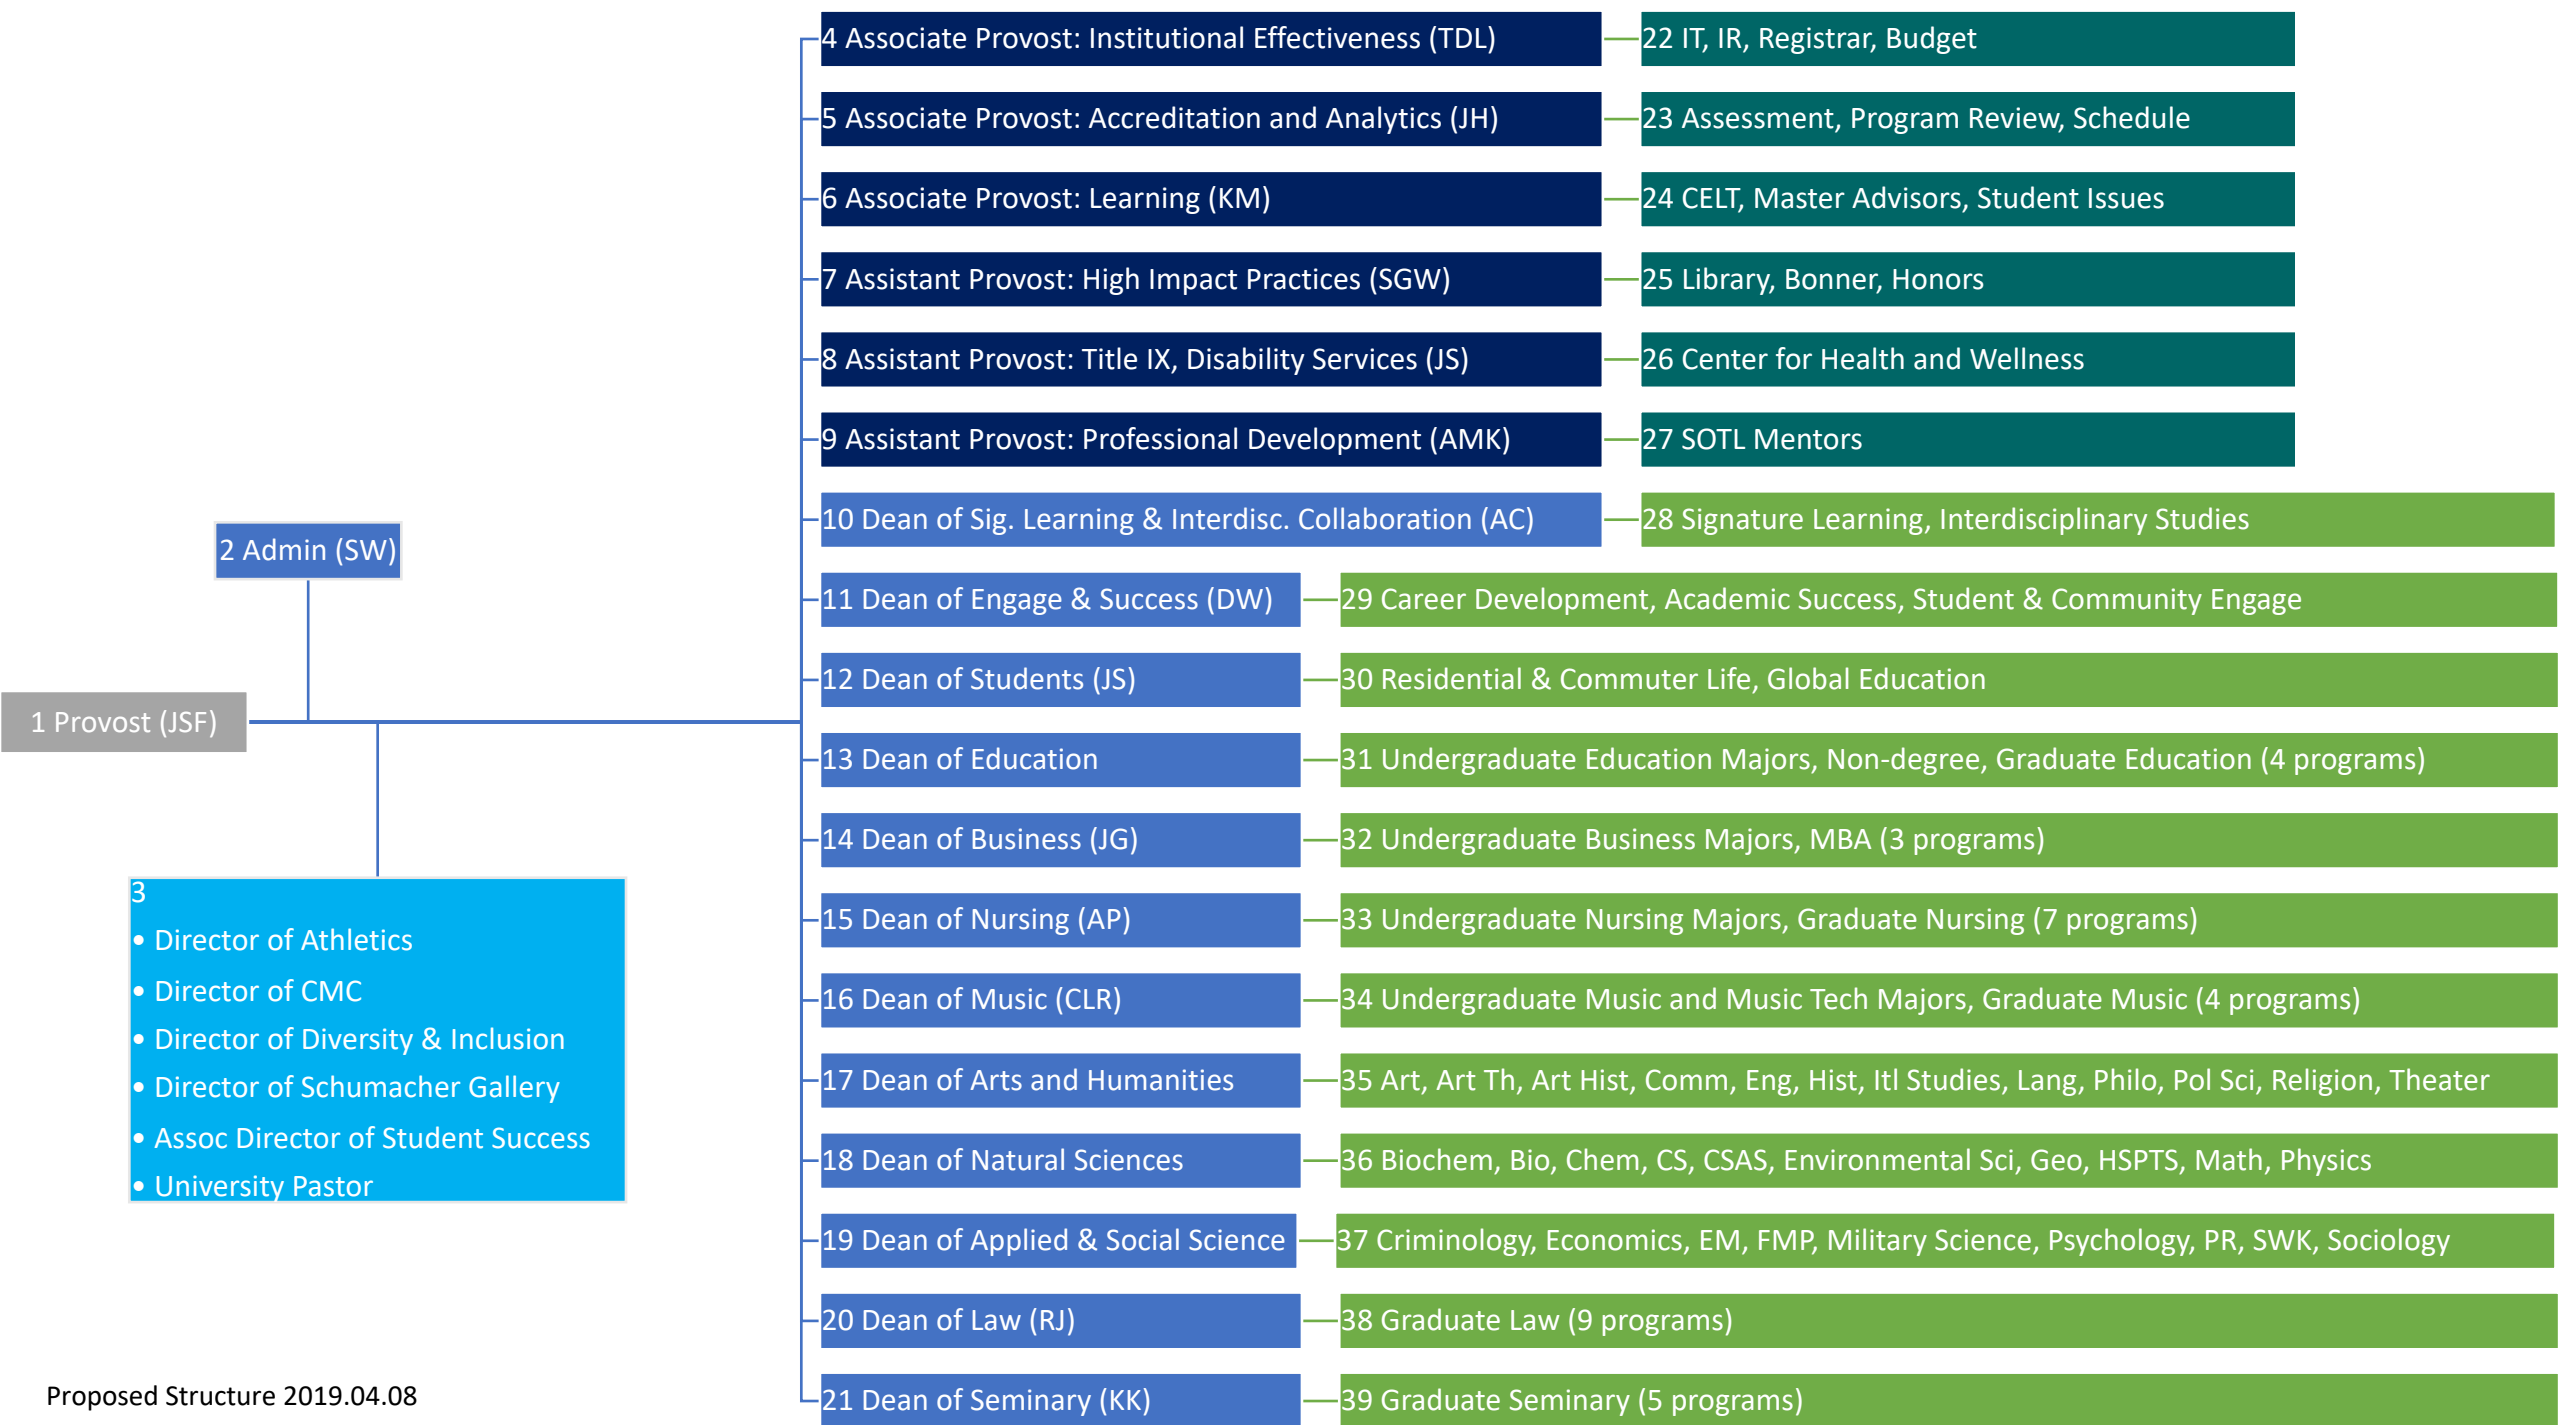 4 Associate Provost: Institutional Effectiveness (TDL)
22 IT, IR, Registrar, Budget
5 Associate Provost: Accreditation and Analytics (JH)
23 Assessment, Program Review, Schedule
6 Associate Provost: Learning (KM)
24 CELT, Master Advisors, Student Issues
7 Assistant Provost: High Impact Practices (SGW)
25 Library, Bonner, Honors
8 Assistant Provost: Title IX, Disability Services (JS)
26 Center for Health and Wellness
9 Assistant Provost: Professional Development (AMK)
27 SOTL Mentors
10 Dean of Sig. Learning & Interdisc. Collaboration (AC)
28 Signature Learning, Interdisciplinary Studies
2 Admin (SW)
11 Dean of Engage & Success (DW)
29 Career Development, Academic Success, Student & Community Engage
12 Dean of Students (JS)
30 Residential & Commuter Life, Global Education
1 Provost (JSF)
13 Dean of Education
31 Undergraduate Education Majors, Non-degree, Graduate Education (4 programs)
14 Dean of Business (JG)
32 Undergraduate Business Majors, MBA (3 programs)
3
• Director of Athletics
• Director of CMC
• Director of Diversity & Inclusion
• Director of Schumacher Gallery
• Assoc Director of Student Success
• University Pastor
15 Dean of Nursing (AP)
33 Undergraduate Nursing Majors, Graduate Nursing (7 programs)
16 Dean of Music (CLR)
34 Undergraduate Music and Music Tech Majors, Graduate Music (4 programs)
17 Dean of Arts and Humanities
35 Art, Art Th, Art Hist, Comm, Eng, Hist, Itl Studies, Lang, Philo, Pol Sci, Religion, Theater
18 Dean of Natural Sciences
36 Biochem, Bio, Chem, CS, CSAS, Environmental Sci, Geo, HSPTS, Math, Physics
19 Dean of Applied & Social Science
37 Criminology, Economics, EM, FMP, Military Science, Psychology, PR, SWK, Sociology
20 Dean of Law (RJ)
38 Graduate Law (9 programs)
21 Dean of Seminary (KK)
39 Graduate Seminary (5 programs)
Proposed Structure 2019.04.08